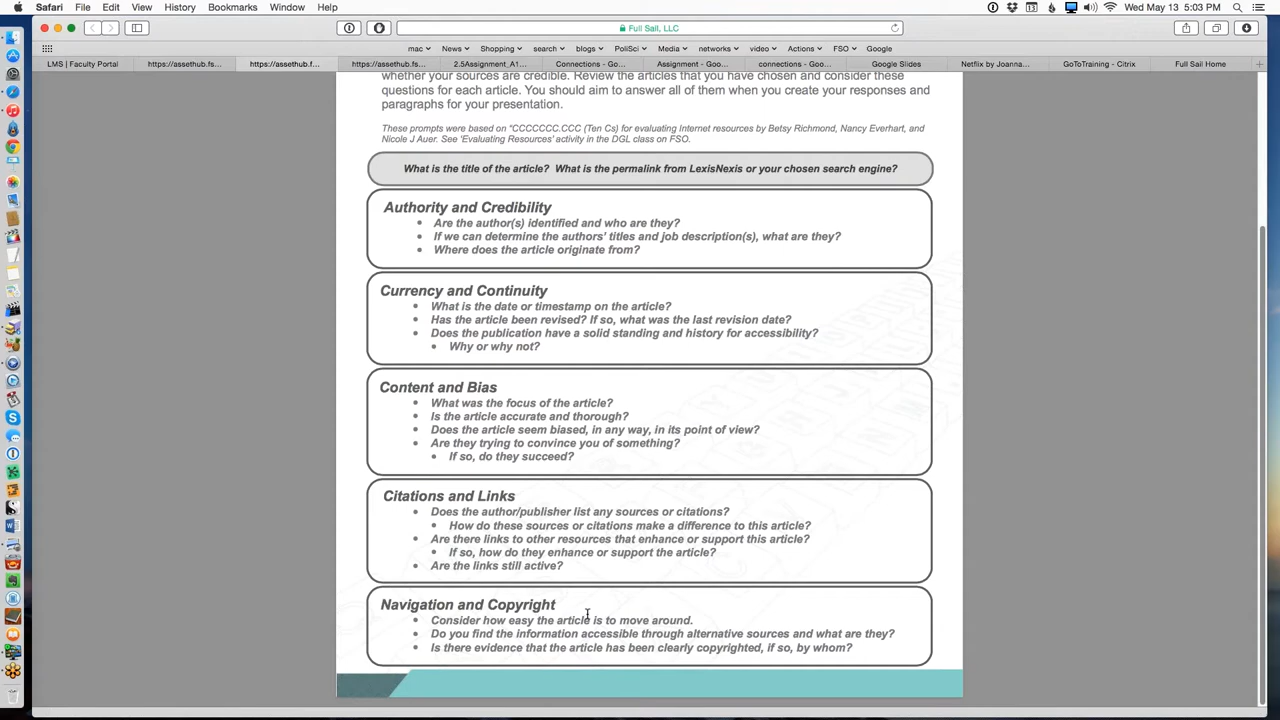 Safari File Edit View History Bookmarks Window Help Wed May 13 5:03 PM
Full Sail, LLC
mac News Shopping search blogs PoliSci Media networks video Actions FSO Google
LMS | Faculty Portal https://assethub.fs... https://assethub.f... https://assethub.fs... 2.5Assignment_A1... Connections - Go... Assignment - Goo... connections - Goo... Google Slides Netflix by Joanna... GoToTraining - Citrix Full Sail Home
whether your sources are credible. Review the articles that you have chosen and consider these
questions for each article. You should aim to answer all of them when you create your responses and
paragraphs for your presentation.
These prompts were based on "CCCCCCC.CCC (Ten Cs) for evaluating Internet resources by Betsy Richmond, Nancy Everhart, and
Nicole J Auer. See 'Evaluating Resources' activity in the DGL class on FSO.
What is the title of the article? What is the permalink from LexisNexis or your chosen search engine?
Authority and Credibility
• Are the author(s) identified and who are they?
• If we can determine the authors' titles and job description(s), what are they?
• Where does the article originate from?
Currency and Continuity
• What is the date or timestamp on the article?
• Has the article been revised? If so, what was the last revision date?
• Does the publication have a solid standing and history for accessibility?
• Why or why not?
Content and Bias
• What was the focus of the article?
• Is the article accurate and thorough?
• Does the article seem biased, in any way, in its point of view?
• Are they trying to convince you of something?
• If so, do they succeed?
Citations and Links
• Does the author/publisher list any sources or citations?
• How do these sources or citations make a difference to this article?
• Are there links to other resources that enhance or support this article?
• If so, how do they enhance or support the article?
• Are the links still active?
Navigation and Copyright
• Consider how easy the article is to move around.
• Do you find the information accessible through alternative sources and what are they?
• Is there evidence that the article has been clearly copyrighted, if so, by whom?